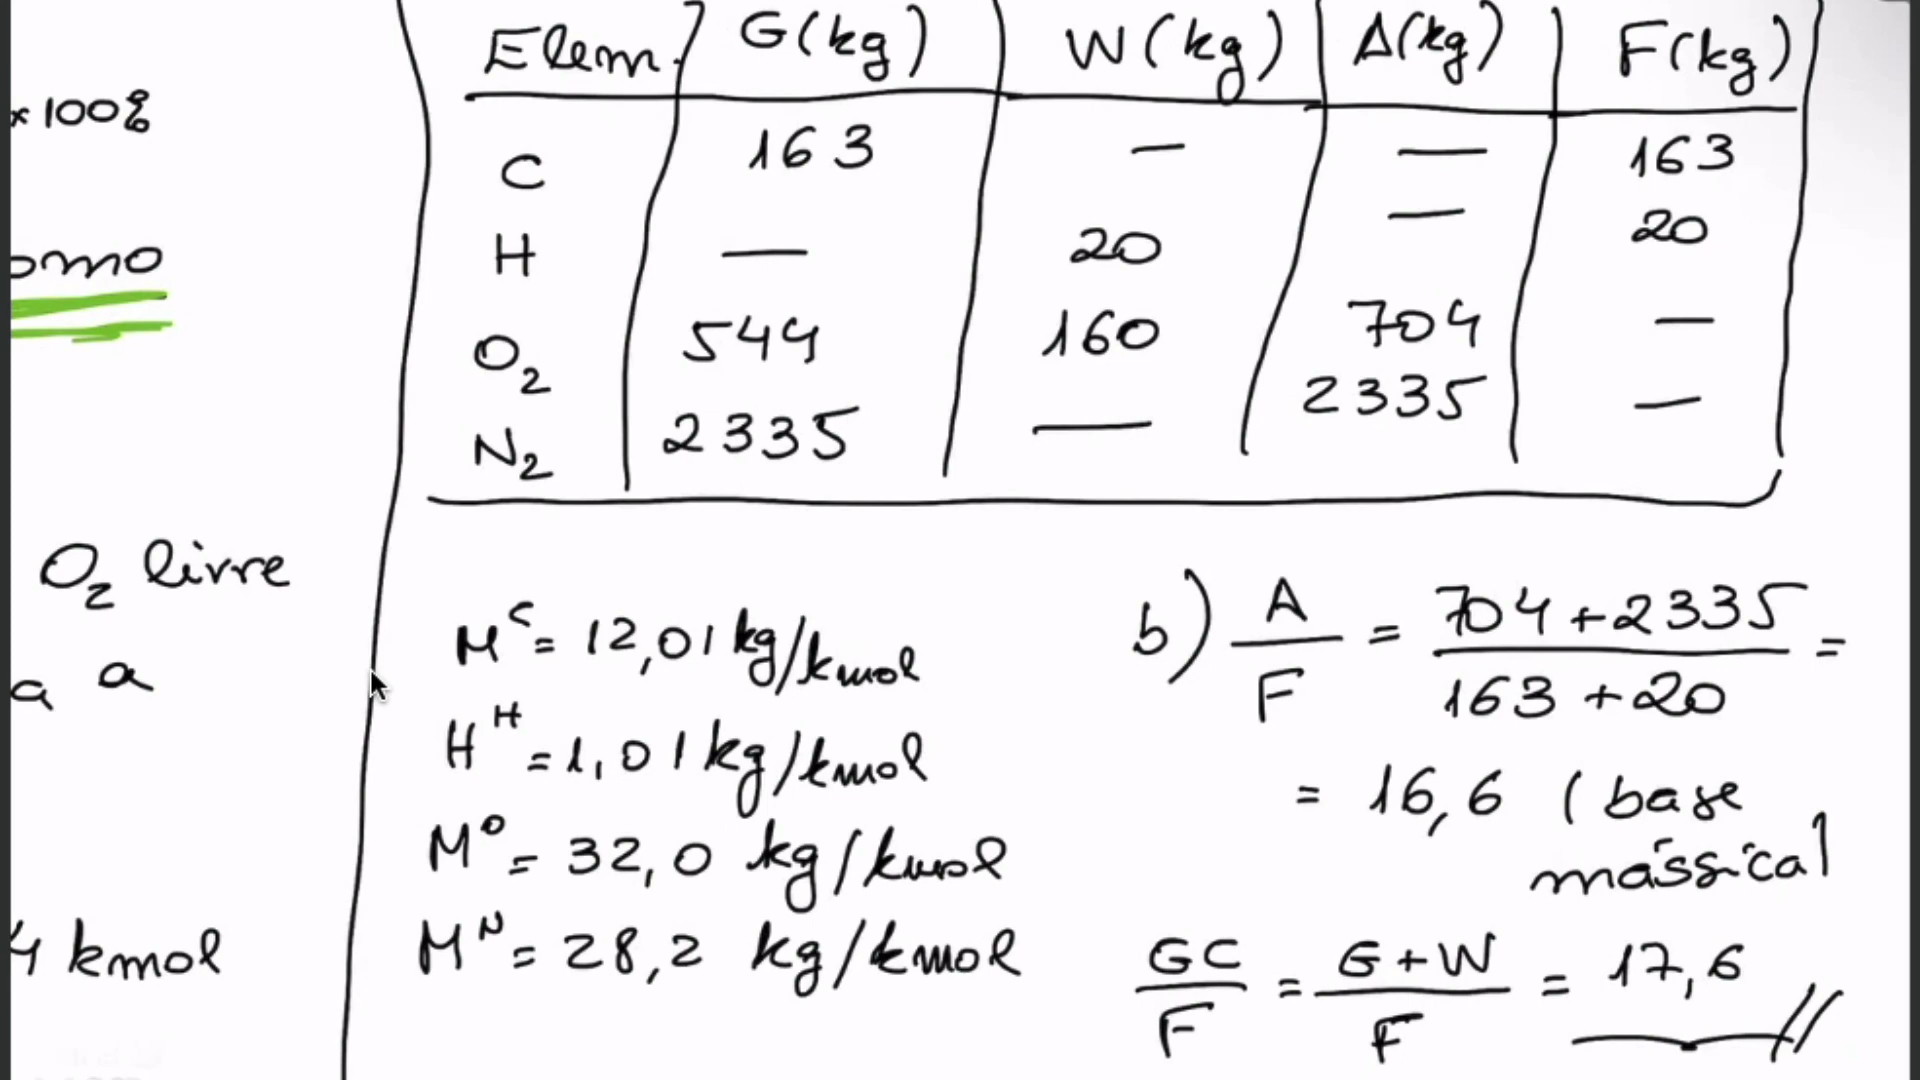 x 100%
omo
O₂ livre
a a
4 kmol
Elem. G(kg) W(kg) A(kg) F(kg)
C 163 — — 163
H — 20 — 20
O₂ 544 160 704 —
N₂ 2335 — 2335 —
M^C = 12,01 kg/kmol
H^H = 1,01 kg/kmol
M^O = 32,0 kg/kmol
M^N = 28,2 kg/kmol
b) A/F = (704+2335)/(163+20) =
= 16,6 (base
mássical
GC/F = (G+W)/F = 17,6 //